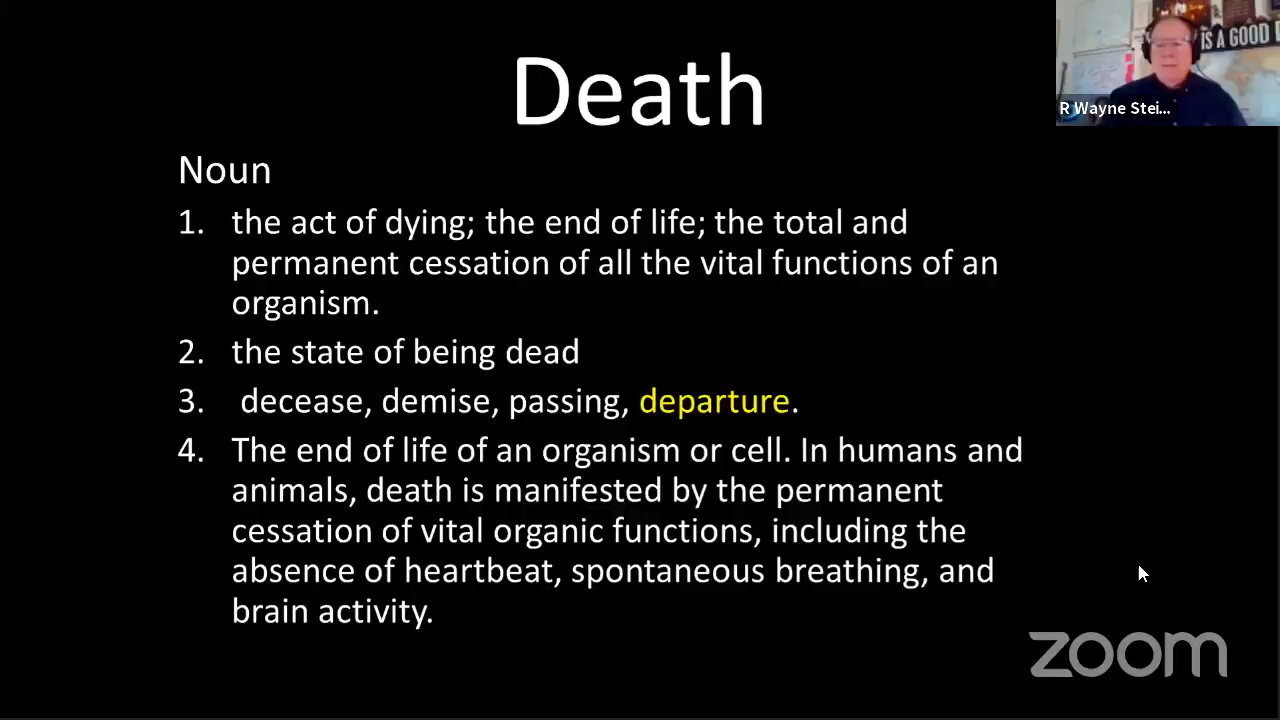 Death
IS A GOOD
R Wayne Stei...
Noun
1. the act of dying; the end of life; the total and
permanent cessation of all the vital functions of an
organism.
2. the state of being dead
3. decease, demise, passing, departure.
4. The end of life of an organism or cell. In humans and
animals, death is manifested by the permanent
cessation of vital organic functions, including the
absence of heartbeat, spontaneous breathing, and
brain activity.
zoom